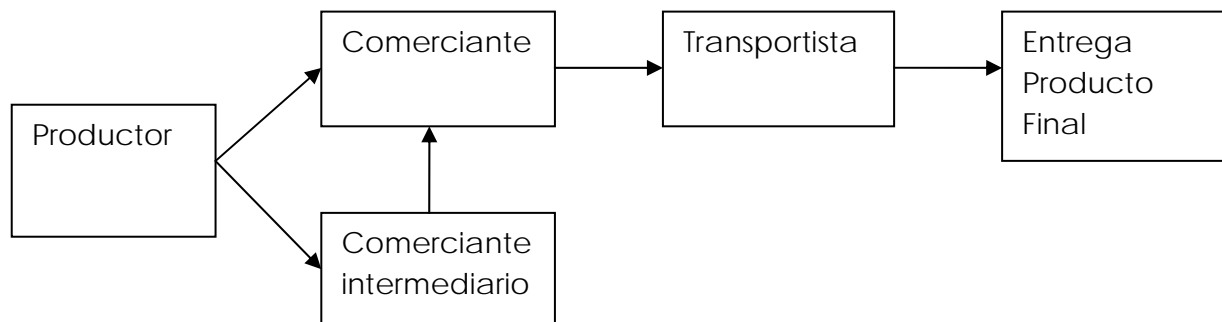 Productor
Comerciante
Comerciante
intermediario
Transportista
Entrega
Producto
Final